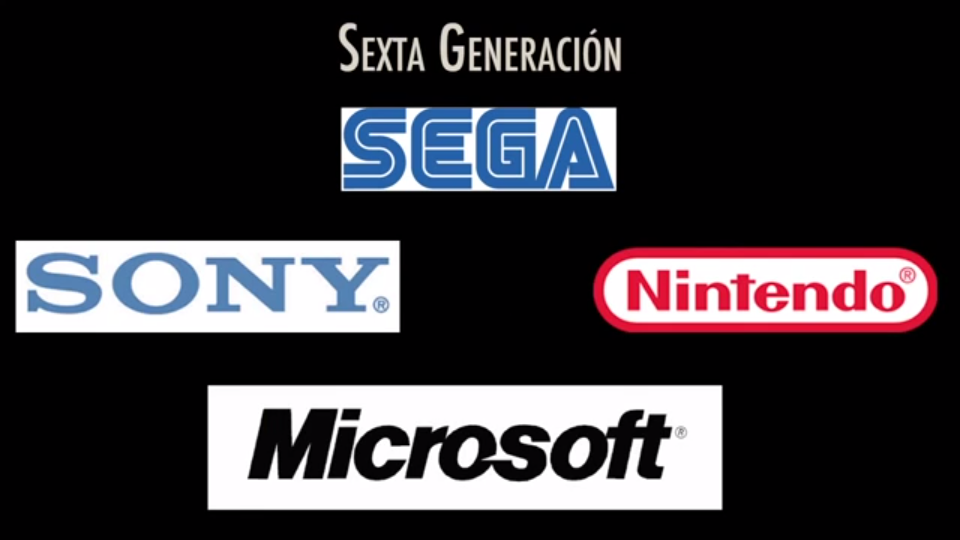 Sexta Generación
SEGA
SONY®
Nintendo®
Microsoft®